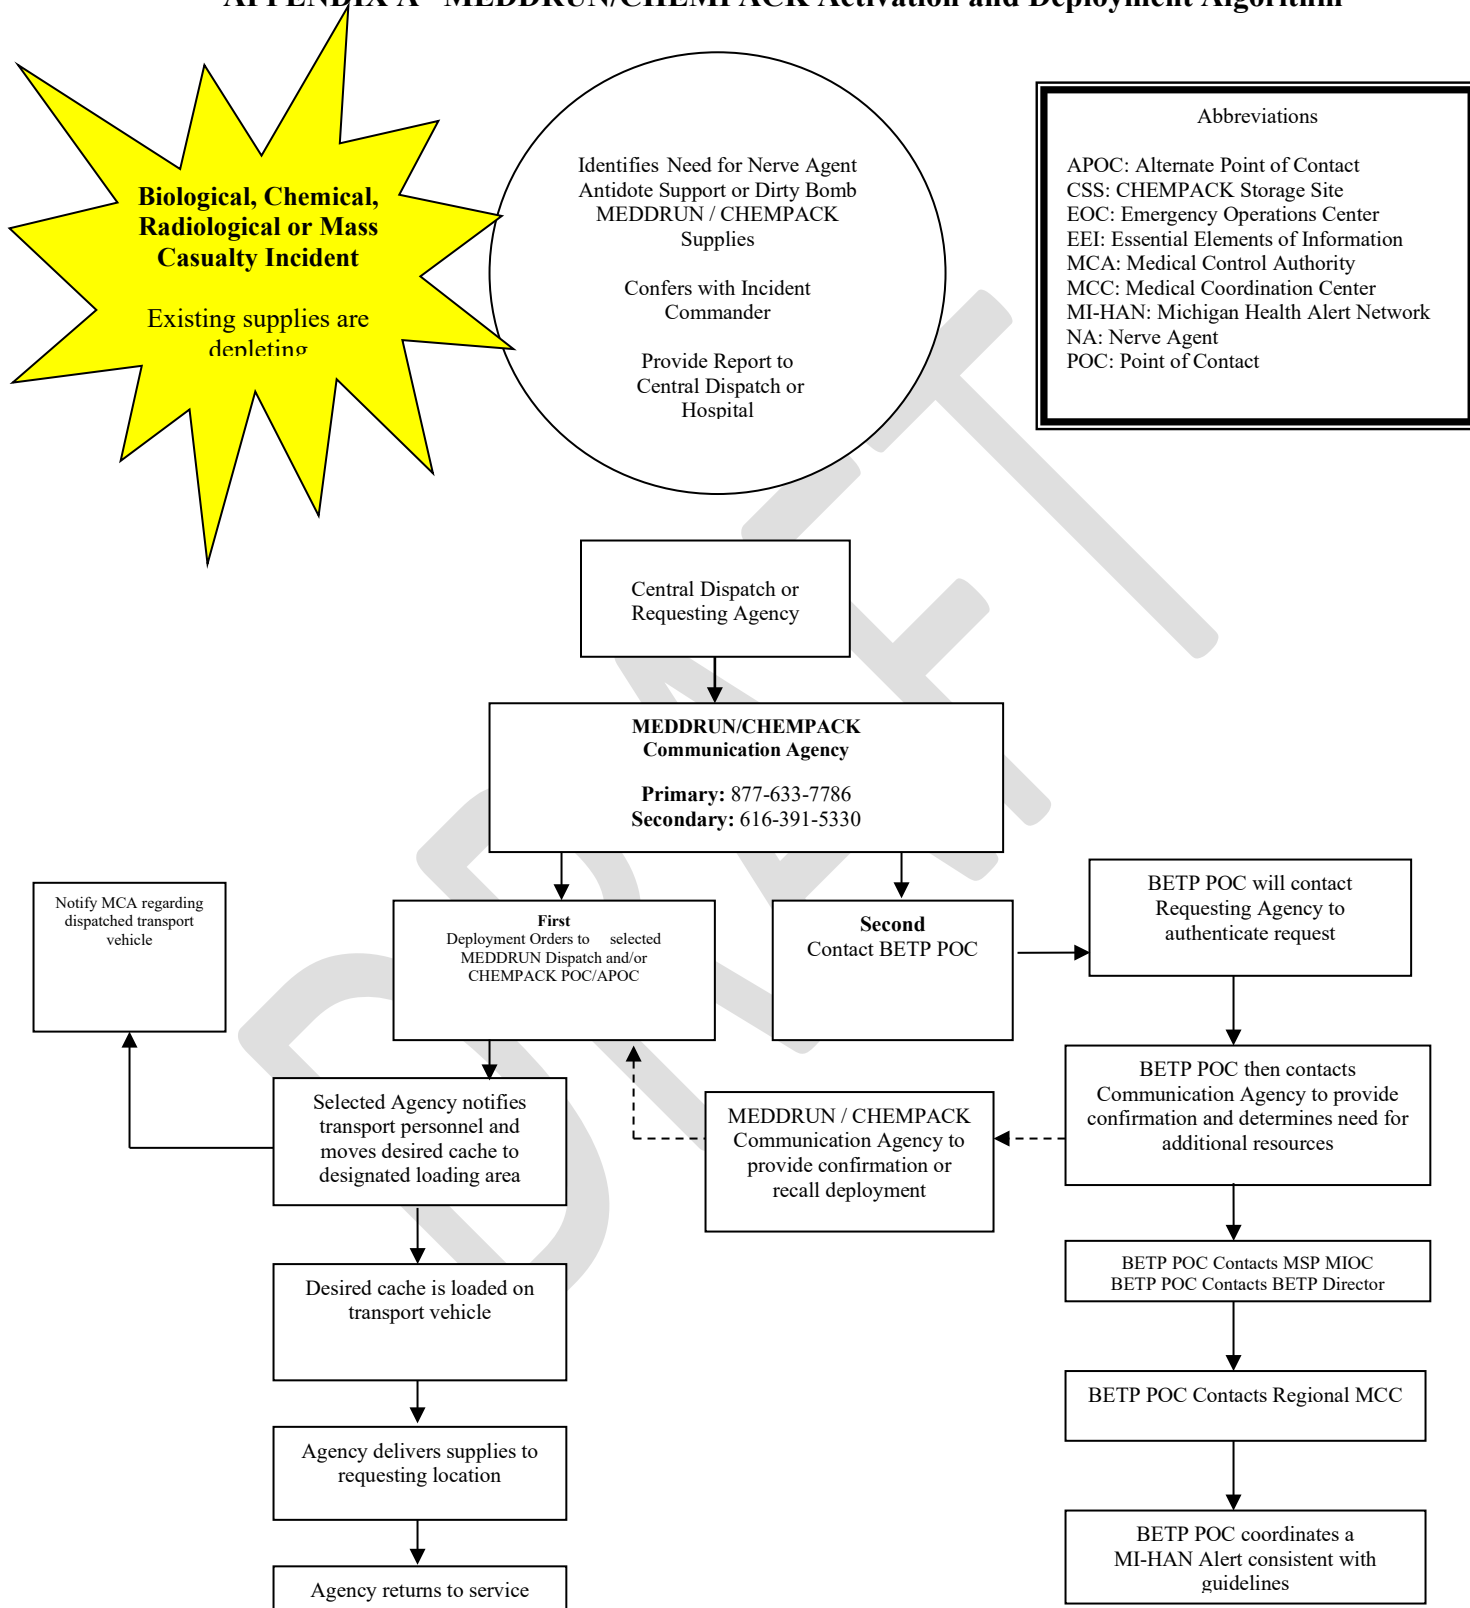 APPENDIX A MEDDRUN/CHEMPACK Activation and Deployment Algorithm
Biological, Chemical,
Radiological or Mass
Casualty Incident
Existing supplies are
depleting
Identifies Need for Nerve Agent
Antidote Support or Dirty Bomb
MEDDRUN / CHEMPACK
Supplies
Confers with Incident
Commander
Provide Report to
Central Dispatch or
Hospital
Abbreviations
APOC: Alternate Point of Contact
CSS: CHEMPACK Storage Site
EOC: Emergency Operations Center
EEI: Essential Elements of Information
MCA: Medical Control Authority
MCC: Medical Coordination Center
MI-HAN: Michigan Health Alert Network
NA: Nerve Agent
POC: Point of Contact
DRAFT
Central Dispatch or
Requesting Agency
MEDDRUN/CHEMPACK
Communication Agency
Primary: 877-633-7786
Secondary: 616-391-5330
Notify MCA regarding
dispatched transport
vehicle
First
Deployment Orders to selected
MEDDRUN Dispatch and/or
CHEMPACK POC/APOC
Second
Contact BETP POC
BETP POC will contact
Requesting Agency to
authenticate request
Selected Agency notifies
transport personnel and
moves desired cache to
designated loading area
MEDDRUN / CHEMPACK
Communication Agency to
provide confirmation or
recall deployment
BETP POC then contacts
Communication Agency to provide
confirmation and determines need for
additional resources
Desired cache is loaded on
transport vehicle
BETP POC Contacts MSP MIOC
BETP POC Contacts BETP Director
BETP POC Contacts Regional MCC
Agency delivers supplies to
requesting location
BETP POC coordinates a
MI-HAN Alert consistent with
guidelines
Agency returns to service